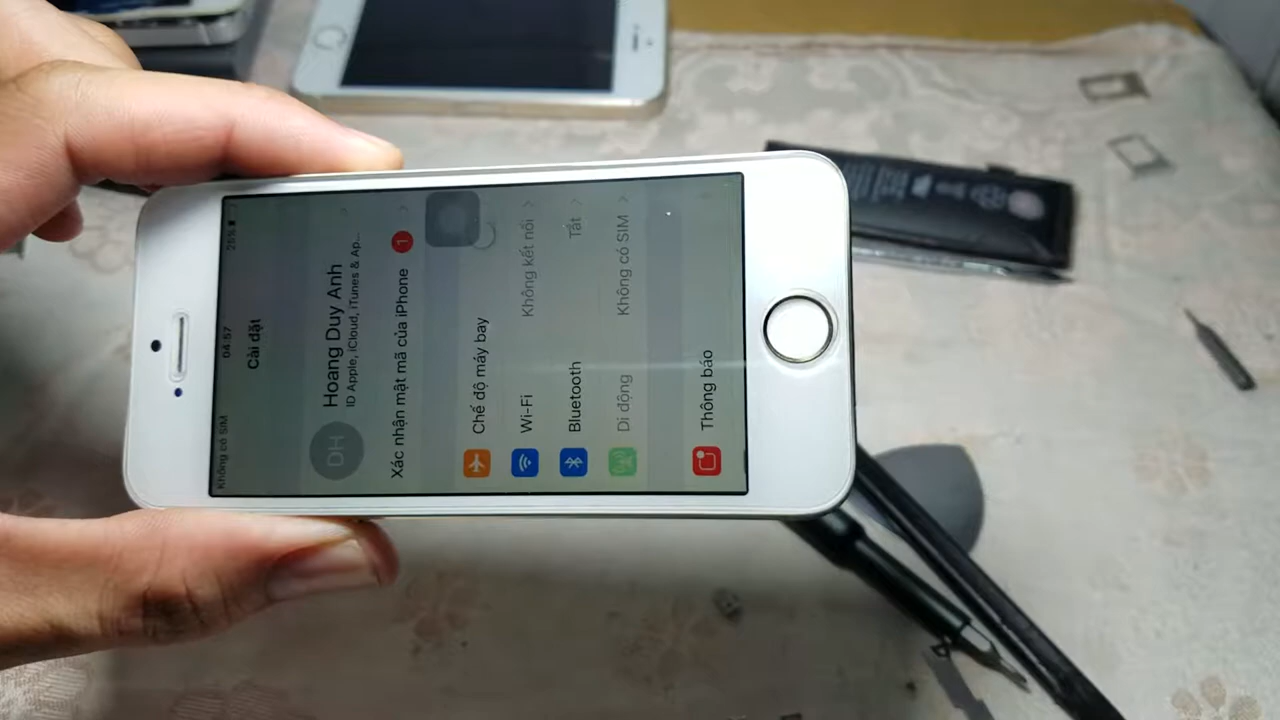 Không có SIM
04:57
25%
Cài đặt
DH
Hoang Duy Anh
ID Apple, iCloud, iTunes & Ap...
Xác nhận mật mã của iPhone
1
Chế độ máy bay
Wi-Fi
Không kết nối
Bluetooth
Tắt
Di động
Không có SIM
Thông báo